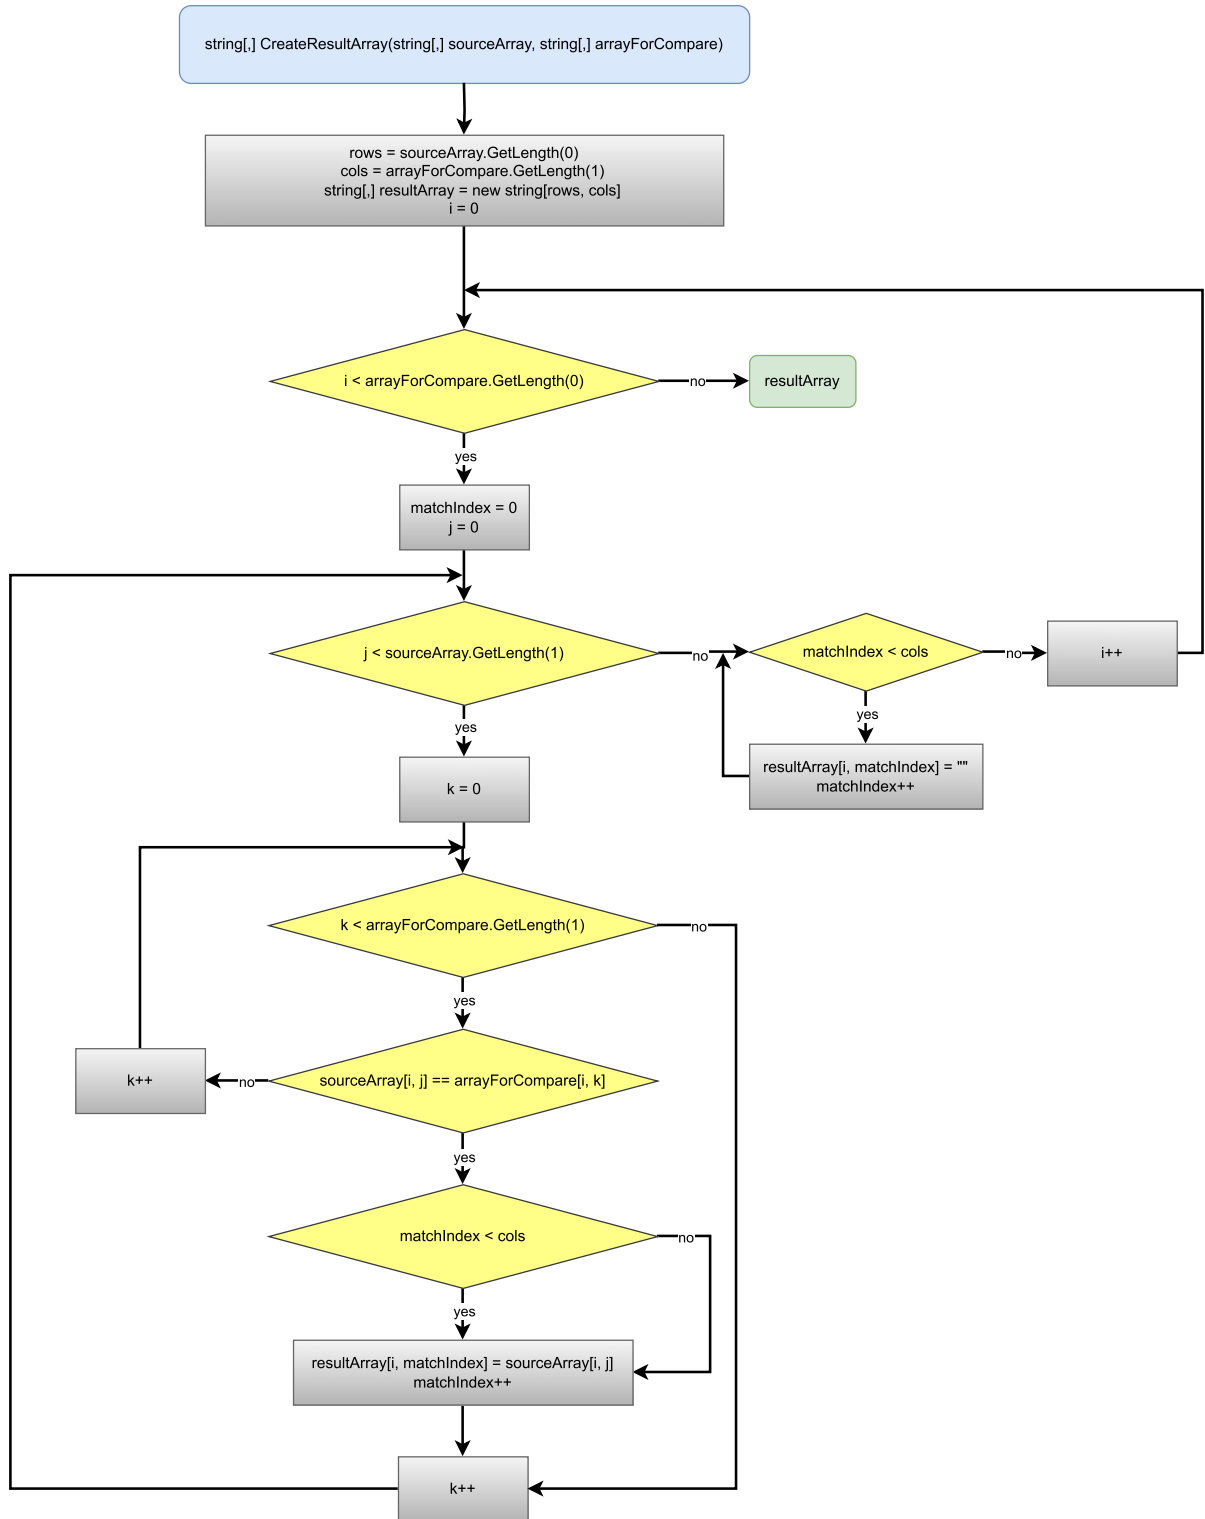 string[,] CreateResultArray(string[,] sourceArray, string[,] arrayForCompare)
rows = sourceArray.GetLength(0)
cols = arrayForCompare.GetLength(1)
string[,] resultArray = new string[rows, cols]
i = 0
i < arrayForCompare.GetLength(0)
no
resultArray
yes
matchIndex = 0
j = 0
j < sourceArray.GetLength(1)
no
matchIndex < cols
no
i++
yes
yes
resultArray[i, matchIndex] = ""
matchIndex++
k = 0
k < arrayForCompare.GetLength(1)
no
yes
sourceArray[i, j] == arrayForCompare[i, k]
no
k++
yes
matchIndex < cols
no
yes
resultArray[i, matchIndex] = sourceArray[i, j]
matchIndex++
k++